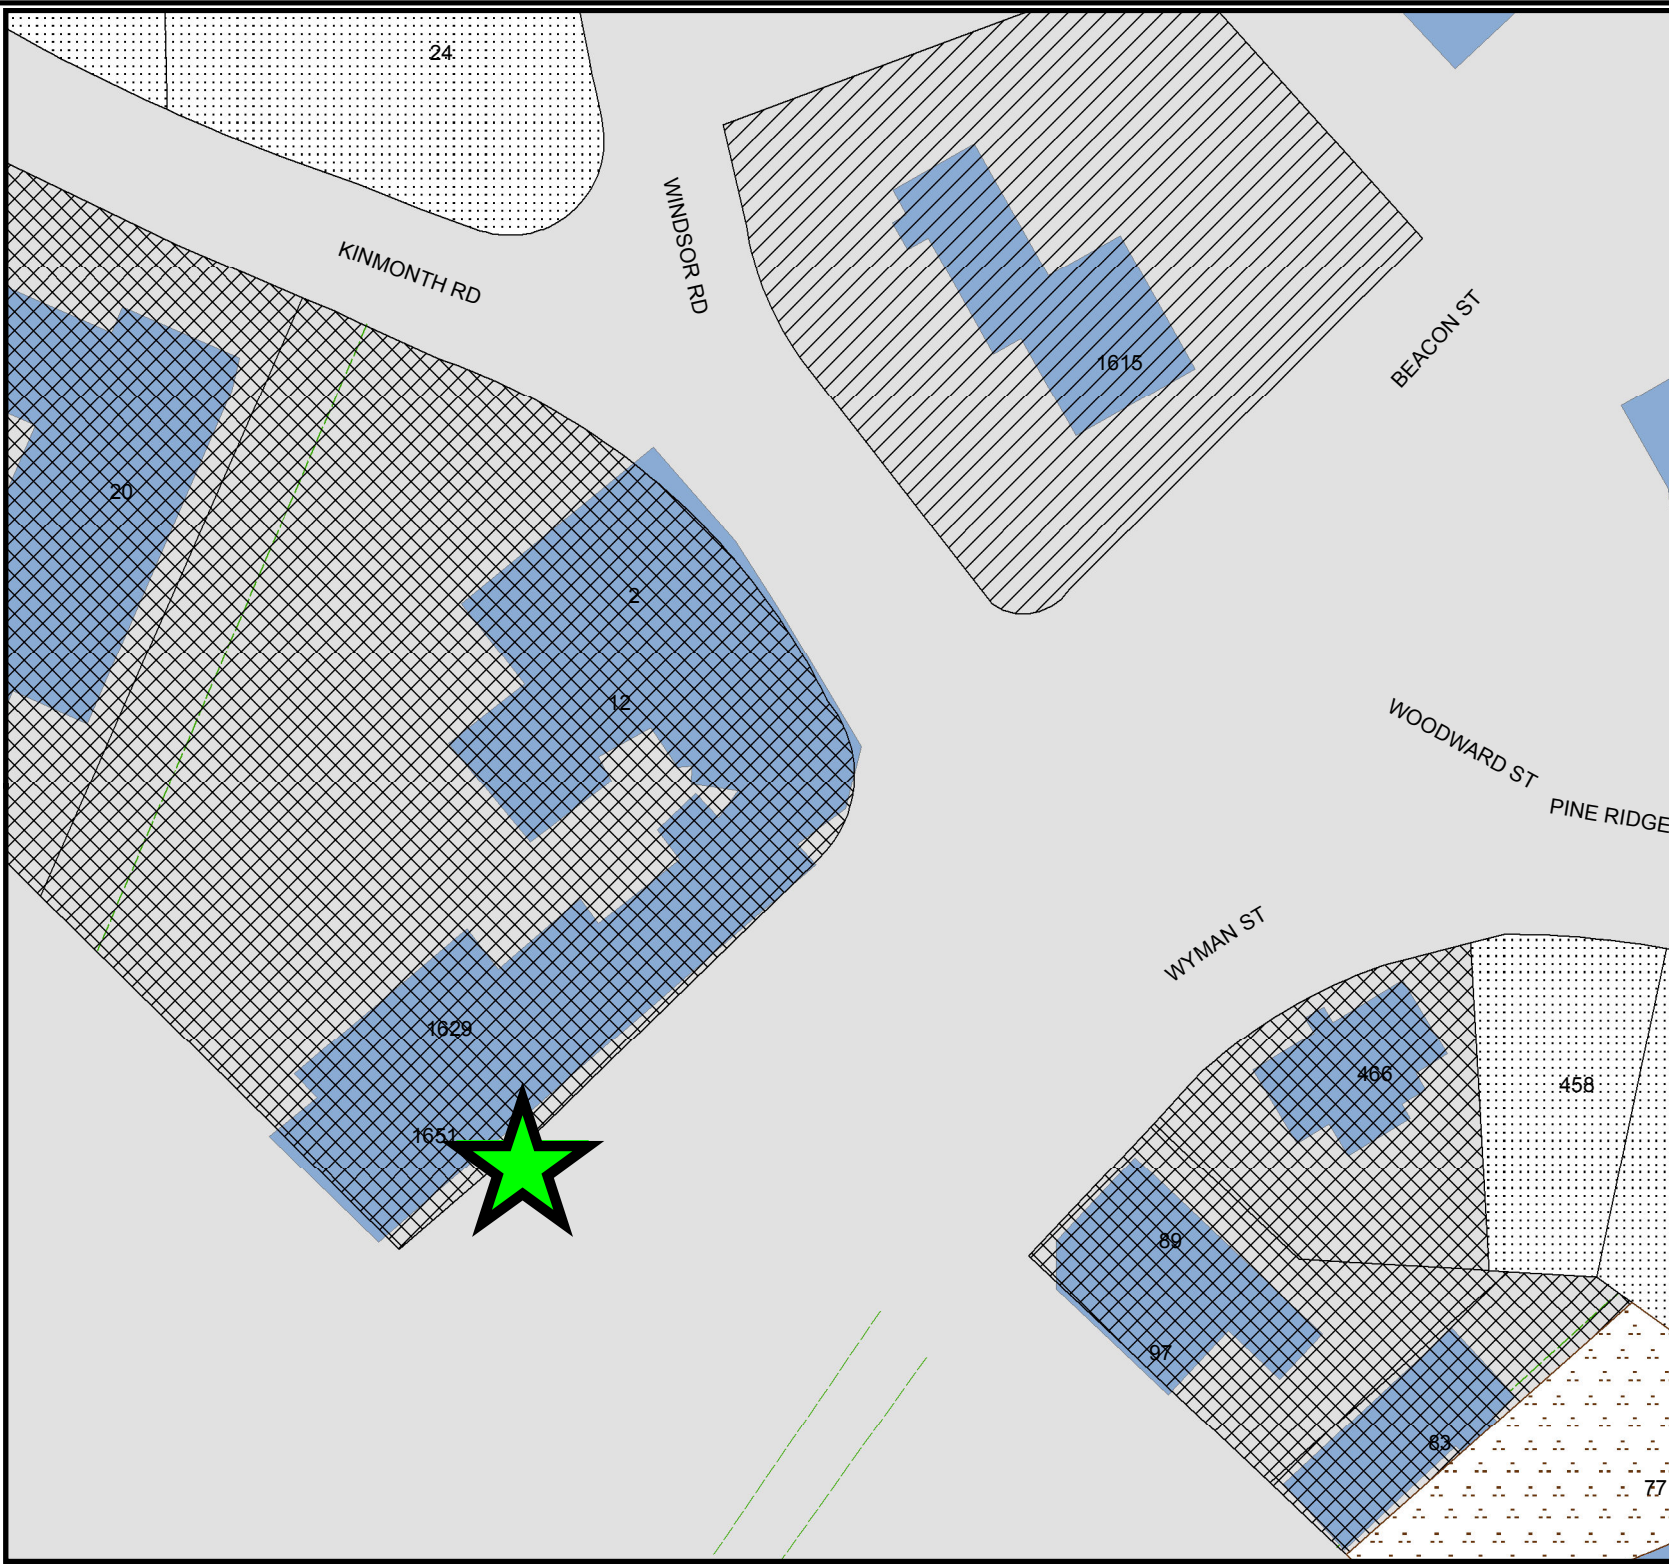 24
KINMONTH RD
WINDSOR RD
1615
BEACON ST
20
2
12
WOODWARD ST
PINE RIDGE
WYMAN ST
1629
466
458
1651
89
97
83
77